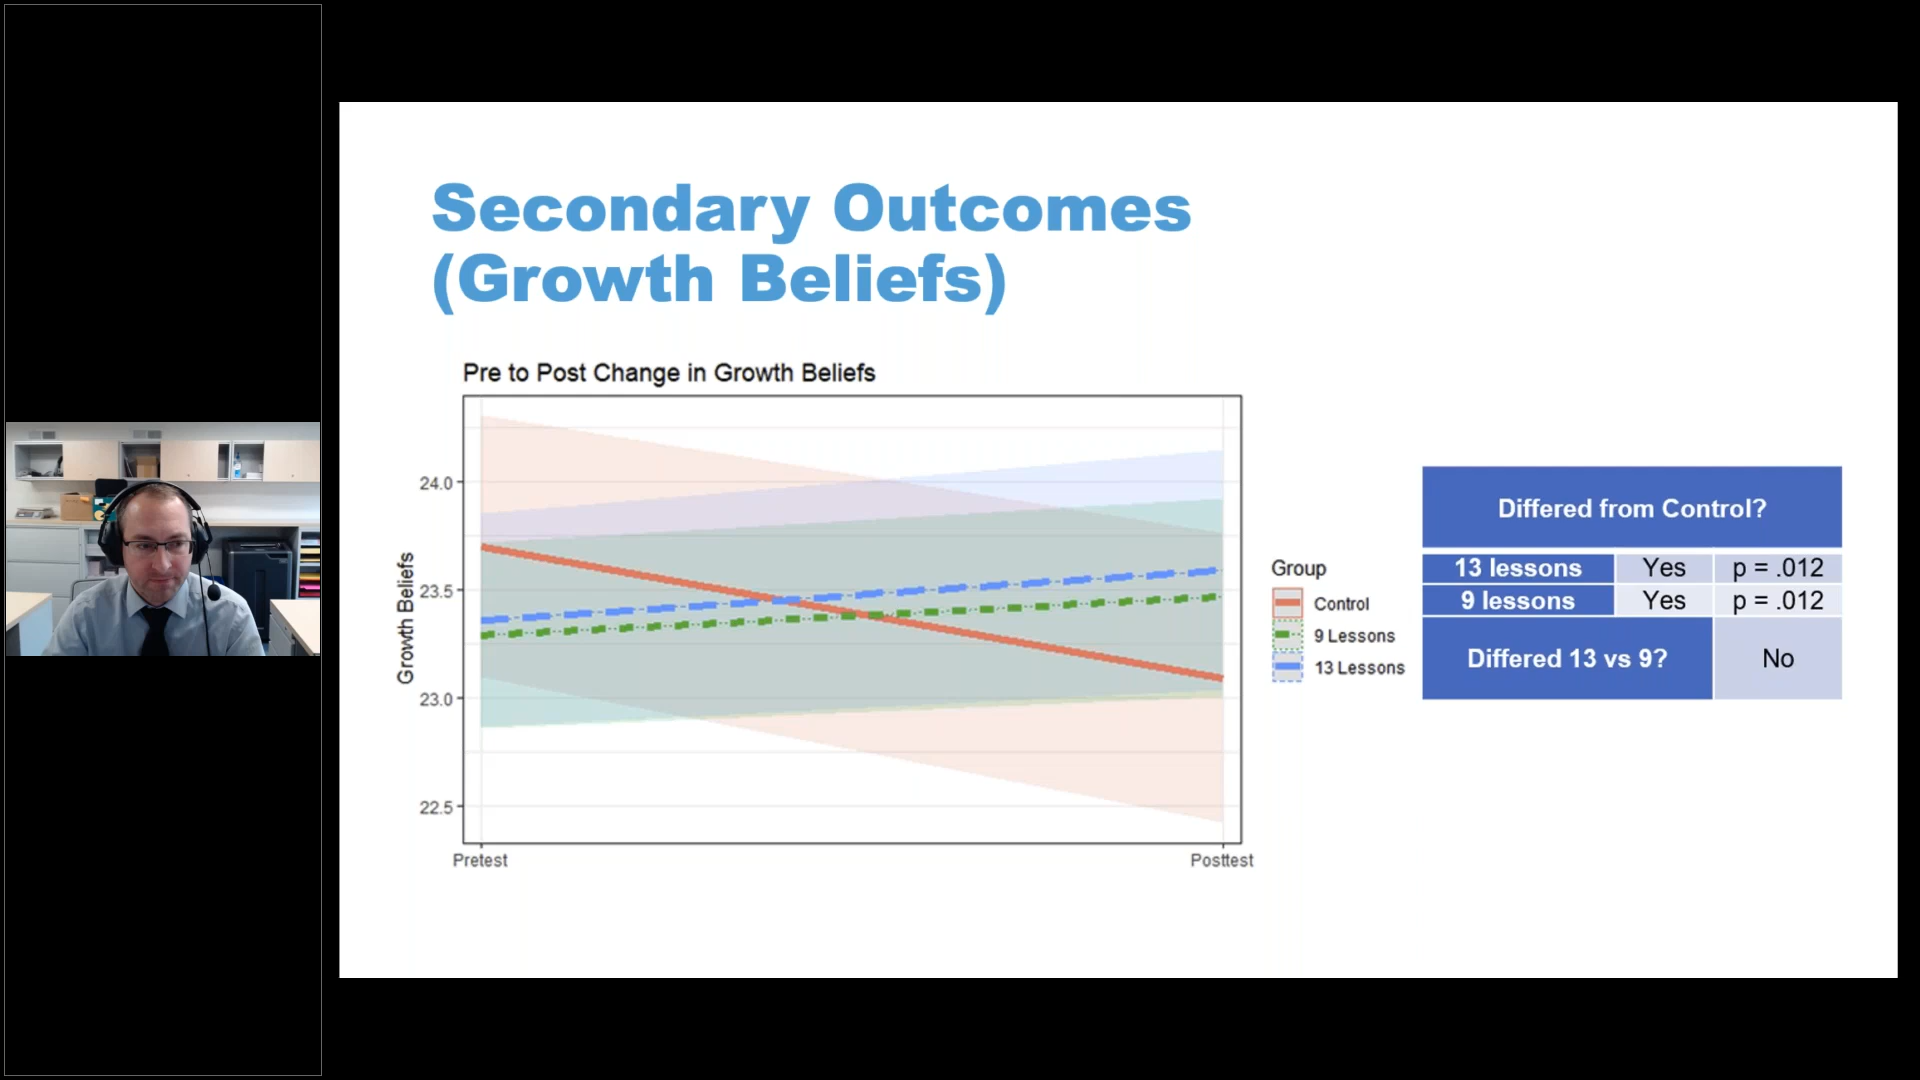 Secondary Outcomes
(Growth Beliefs)
Pre to Post Change in Growth Beliefs
Growth Beliefs
24.0
23.5
23.0
22.5
Pretest
Posttest
Group
Control
9 Lessons
13 Lessons
Differed from Control?
13 lessons Yes p = .012
9 lessons Yes p = .012
Differed 13 vs 9? No